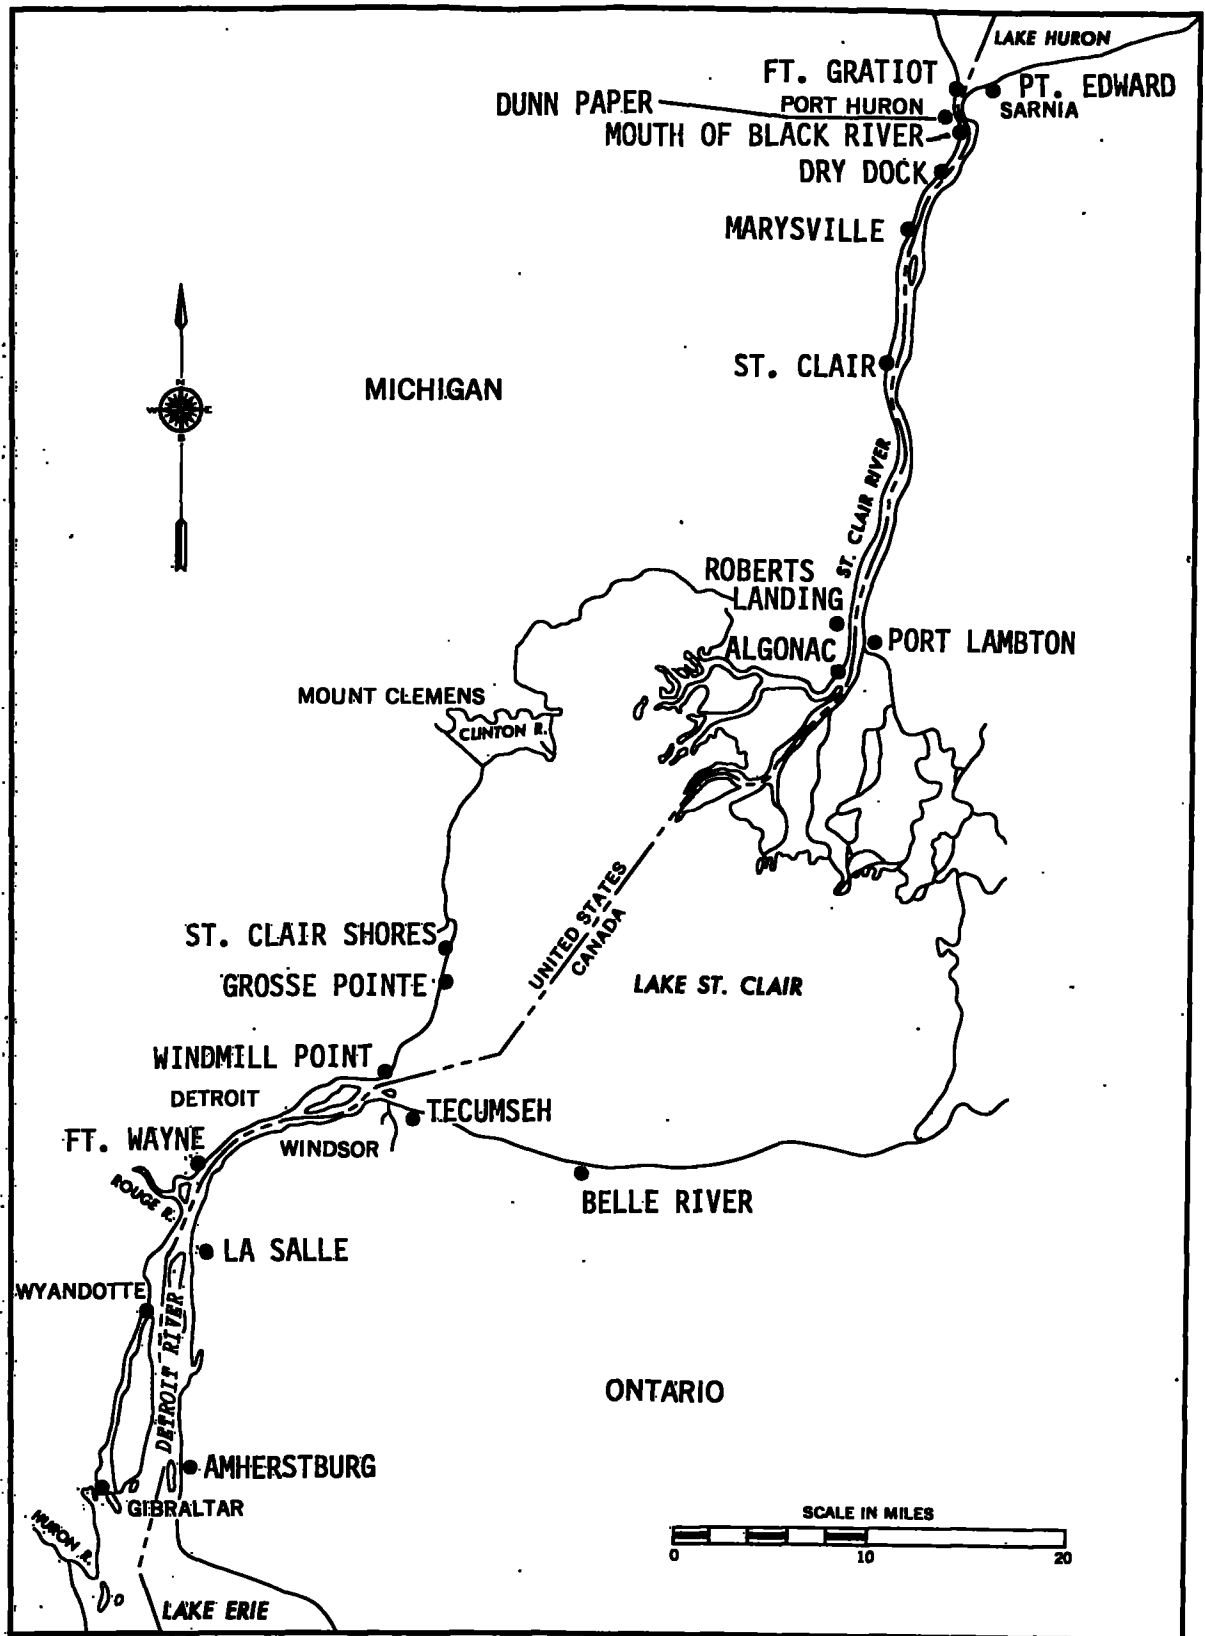 LAKE HURON
FT. GRATIOT
PT. EDWARD
DUNN PAPER
PORT HURON
SARNIA
MOUTH OF BLACK RIVER
DRY DOCK
MARYSVILLE
ST. CLAIR
N
W
E
S
MICHIGAN
ST. CLAIR RIVER
ROBERTS
LANDING
ALGONAC
PORT LAMBTON
MOUNT CLEMENS
CLINTON R.
UNITED STATES
CANADA
ST. CLAIR SHORES
GROSSE POINTE
LAKE ST. CLAIR
WINDMILL POINT
DETROIT
TECUMSEH
FT. WAYNE
WINDSOR
ROUGE R.
BELLE RIVER
LA SALLE
WYANDOTTE
DETROIT RIVER
ONTARIO
AMHERSTBURG
GIBRALTAR
HURON R.
SCALE IN MILES
0 10 20
LAKE ERIE